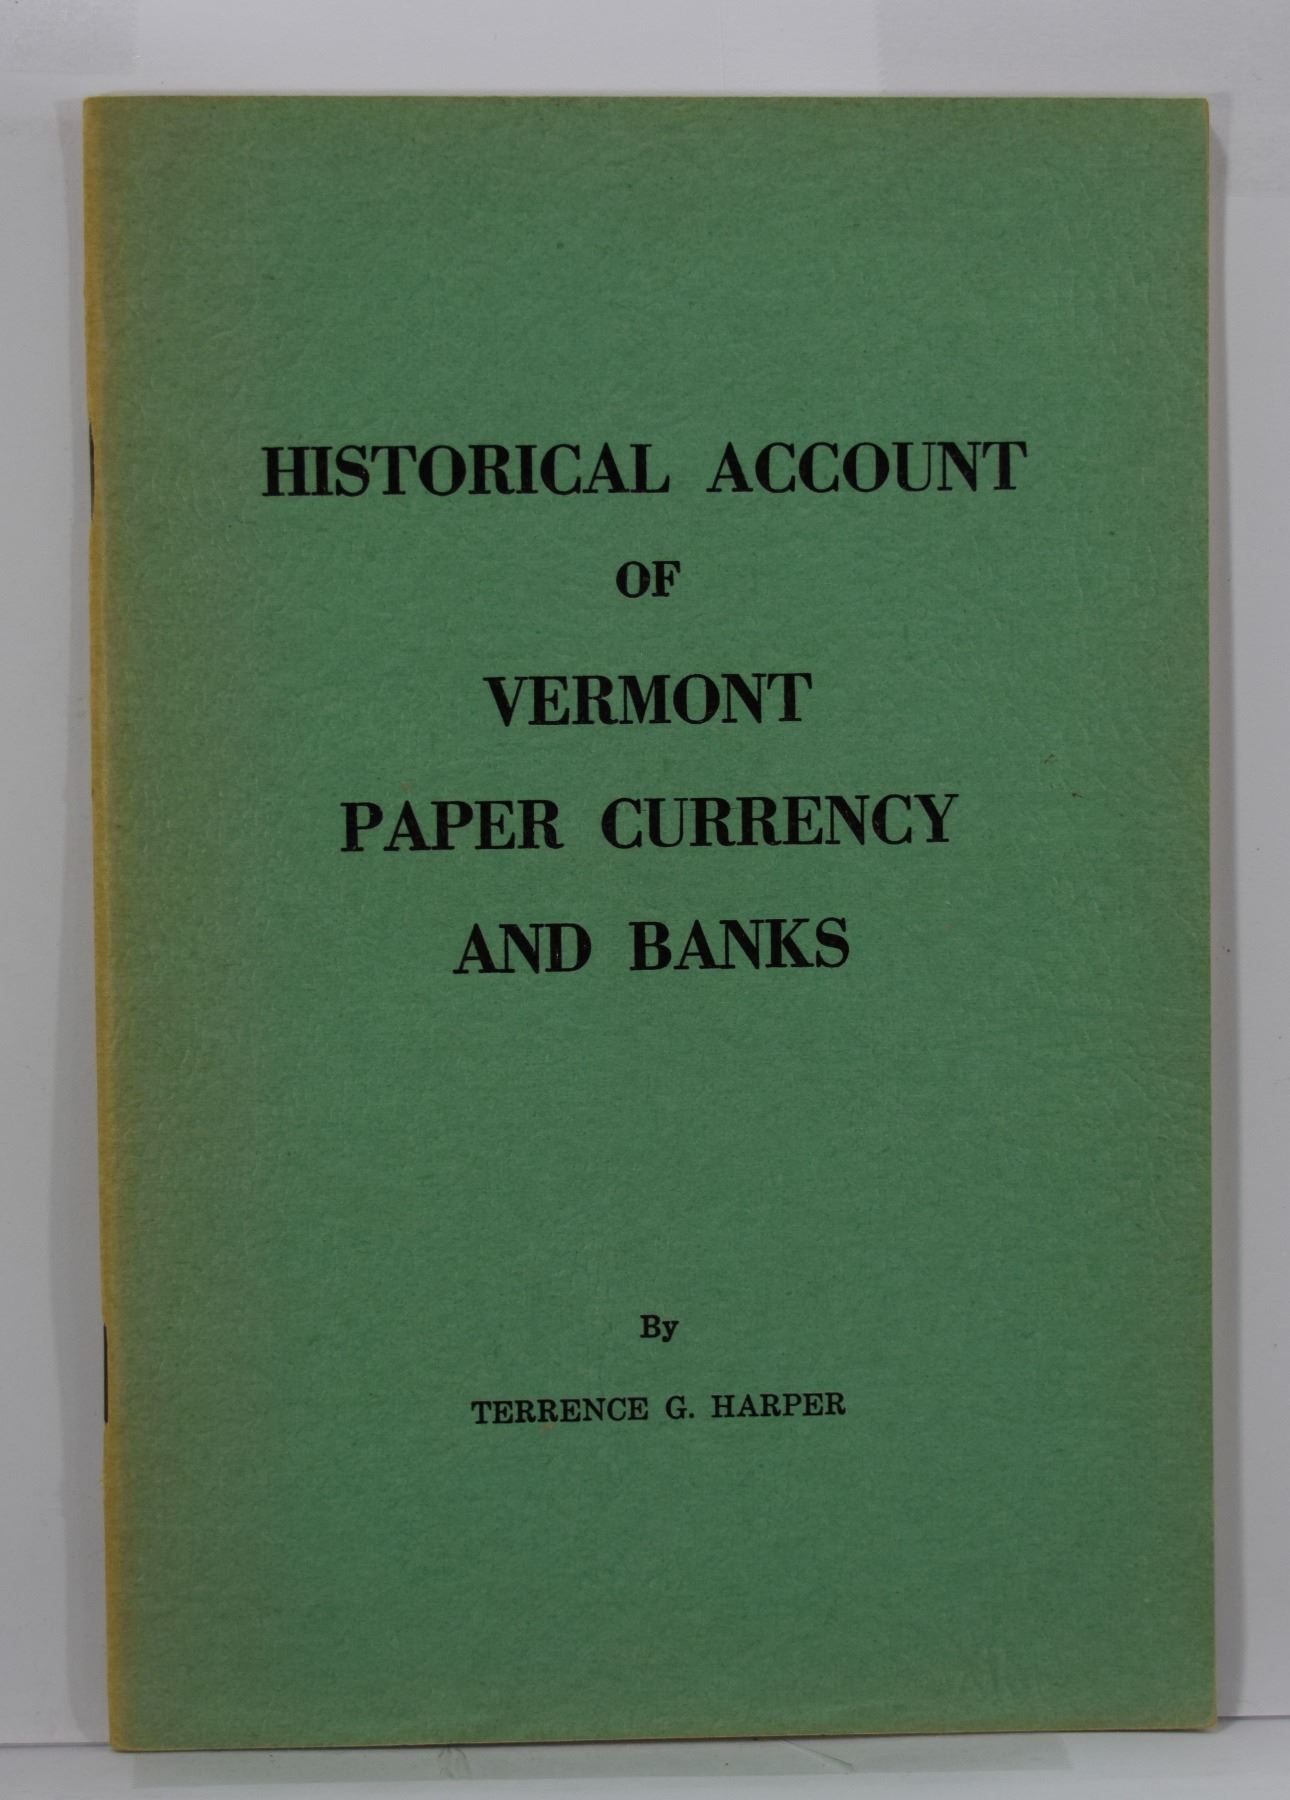 HISTORICAL ACCOUNT
OF
VERMONT
PAPER CURRENCY
AND BANKS
By
TERRENCE G. HARPER